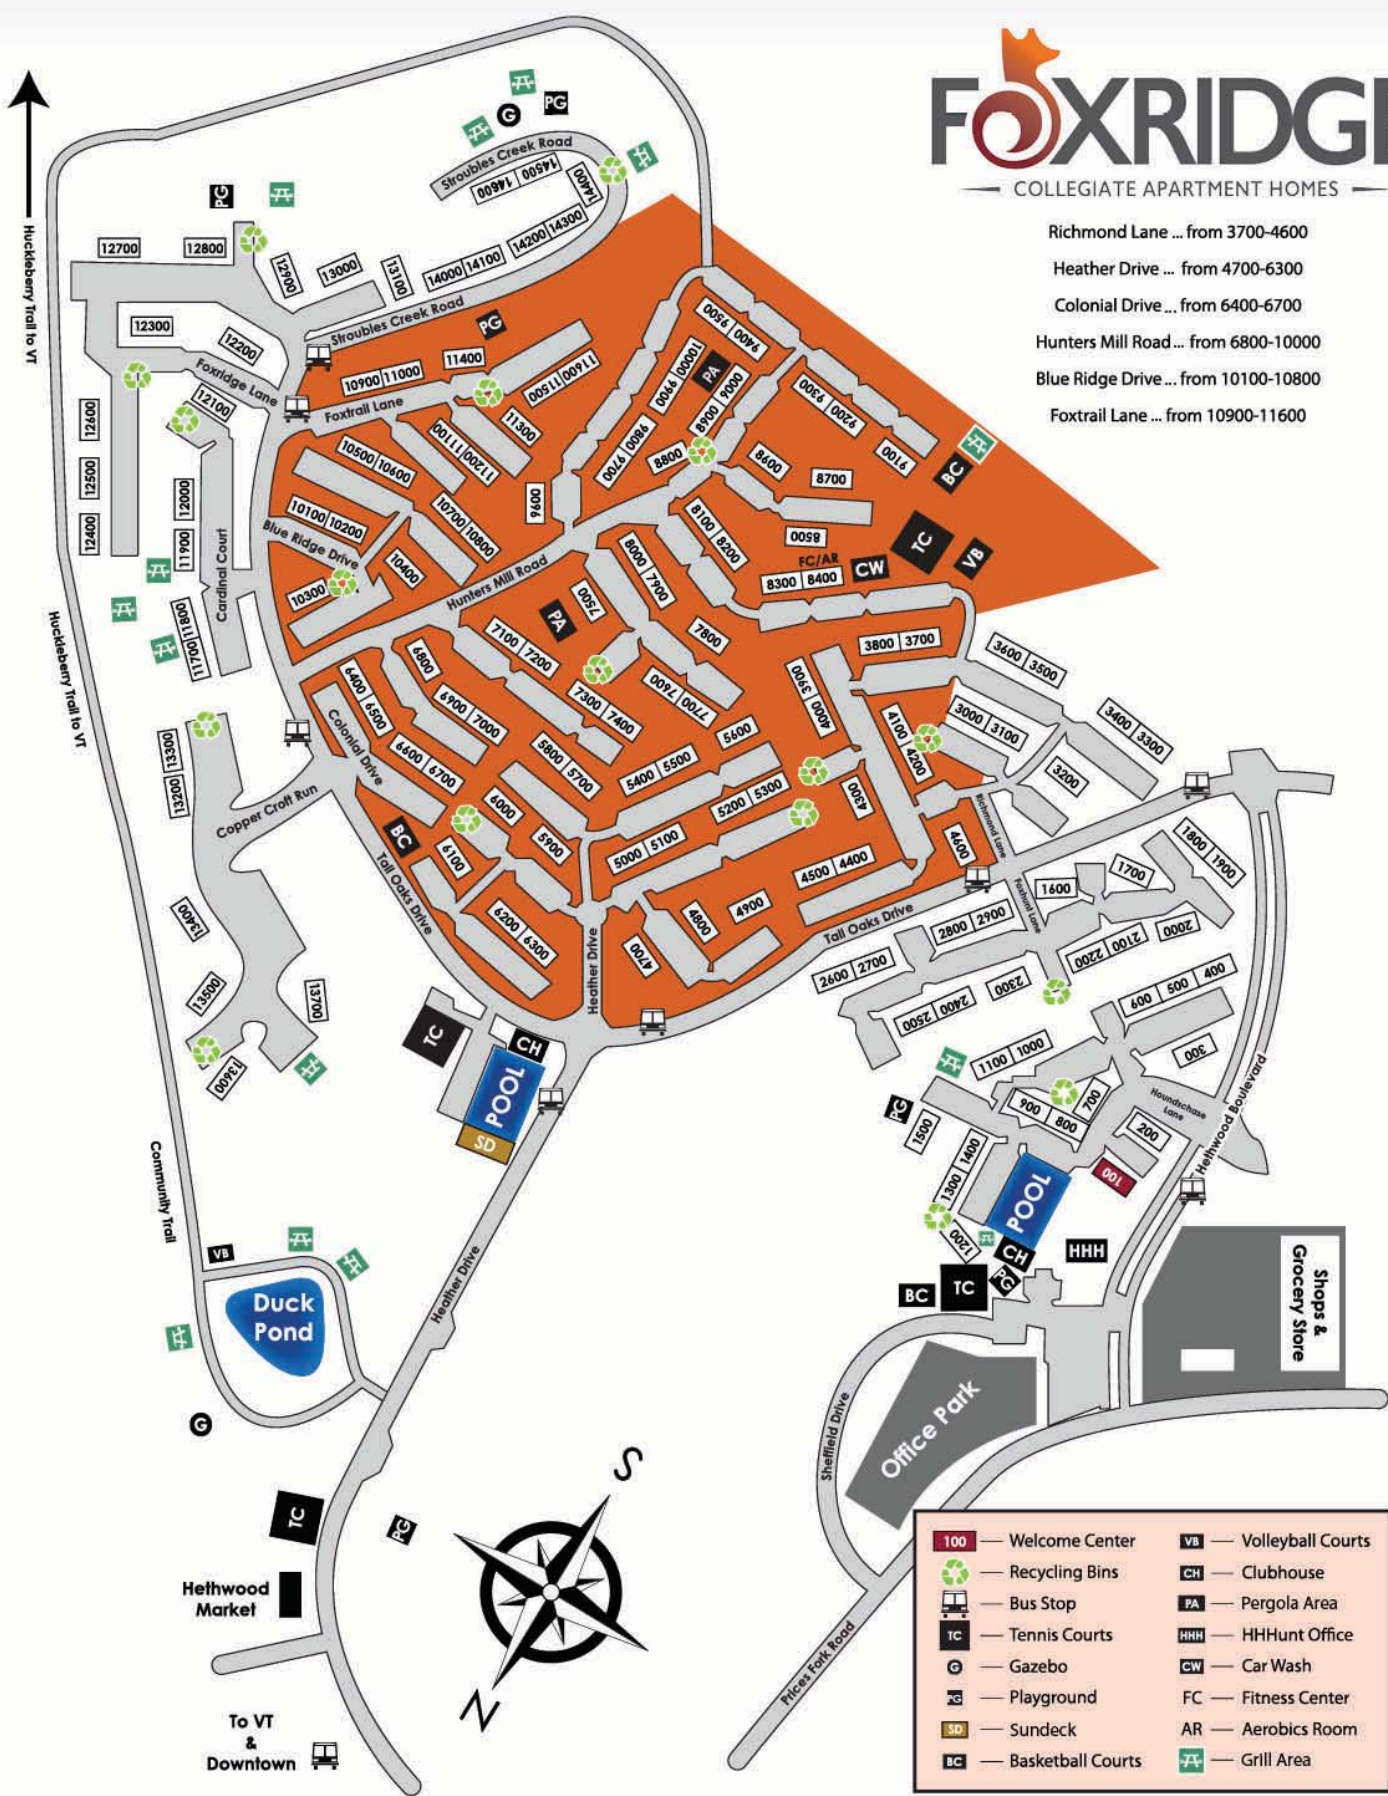 FOXRIDGE
COLLEGIATE APARTMENT HOMES
Richmond Lane ... from 3700-4600
Heather Drive ... from 4700-6300
Colonial Drive ... from 6400-6700
Hunters Mill Road ... from 6800-10000
Blue Ridge Drive ... from 10100-10800
Foxtrail Lane ... from 10900-11600
Huckleberry Trail to VT
Huckleberry Trail to VT
Community Trail
G
PG
Stroubles Creek Road
14600 14500
14400
14200 14300
14000 14100
13100
13000
12900
PG
12700
12800
Stroubles Creek Road
12300
12200
Foxridge Lane
12100
12600
12500
12400
12000
11900
Cardinal Court
11800
11700
PG
11400
10900 11000
Foxtrail Lane
11600 11500
11300
11100 11200
10500 10600
10700 10800
10100 10200
Blue Ridge Drive
10400
10300
9500 9400
10000 9900
PA
8900 9000
9300 9200
9100
9800 9700
8800
8600
8700
9600
8500
BC
TC
VB
FC/AR
8300 8400
CW
8100 8200
8000 7900
Hunters Mill Road
7500
PA
7100 7200
7800
7700 7600
7300 7400
6800
6900 7000
6400 6500
Colonial Drive
6600 6700
5800 5700
5600
5400 5500
5200 5300
5000 5100
6000
5900
6100
BC
6200 6300
Tall Oaks Drive
Heather Drive
4700
4800
4900
4500 4400
4300
3900 4000
3800 3700
4100 4200
4600
Richmond Lane
3600 3500
3000 3100
3400 3300
3200
Tall Oaks Drive
Foxhunt Lane
1600
1700
1800 1900
2800 2900
2600 2700
2500 2400
2300
2200 2100
2000
600 500 400
300
1100 1000
900 800
700
200
Houndschase Lane
Hethwood Boulevard
100
PG
1500
1300 1400
1200
POOL
CH
HHH
PG
TC
BC
Shops &
Grocery Store
Office Park
Sheffield Drive
Prices Fork Road
13300
13200
Copper Croft Run
13400
13500
13700
13600
TC
CH
POOL
SD
Heather Drive
VB
Duck
Pond
G
TC
PG
Hethwood
Market
To VT
&
Downtown
S
N
100 — Welcome Center
— Recycling Bins
— Bus Stop
TC — Tennis Courts
G — Gazebo
PG — Playground
SD — Sundeck
BC — Basketball Courts
VB — Volleyball Courts
CH — Clubhouse
PA — Pergola Area
HHH — HHHunt Office
CW — Car Wash
FC — Fitness Center
AR — Aerobics Room
— Grill Area